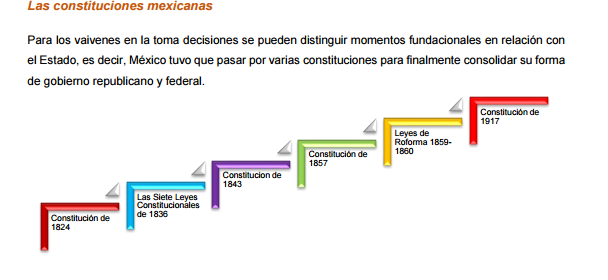 Las constituciones mexicanas
Para los vaivenes en la toma decisiones se pueden distinguir momentos fundacionales en relación con
el Estado, es decir, México tuvo que pasar por varias constituciones para finalmente consolidar su forma
de gobierno republicano y federal.
Constitución de
1824
Las Siete Leyes
Constitucionales
de 1836
Constitucion de
1843
Constitución de
1857
Leyes de
Roforma 1859-
1860
Constitución de
1917